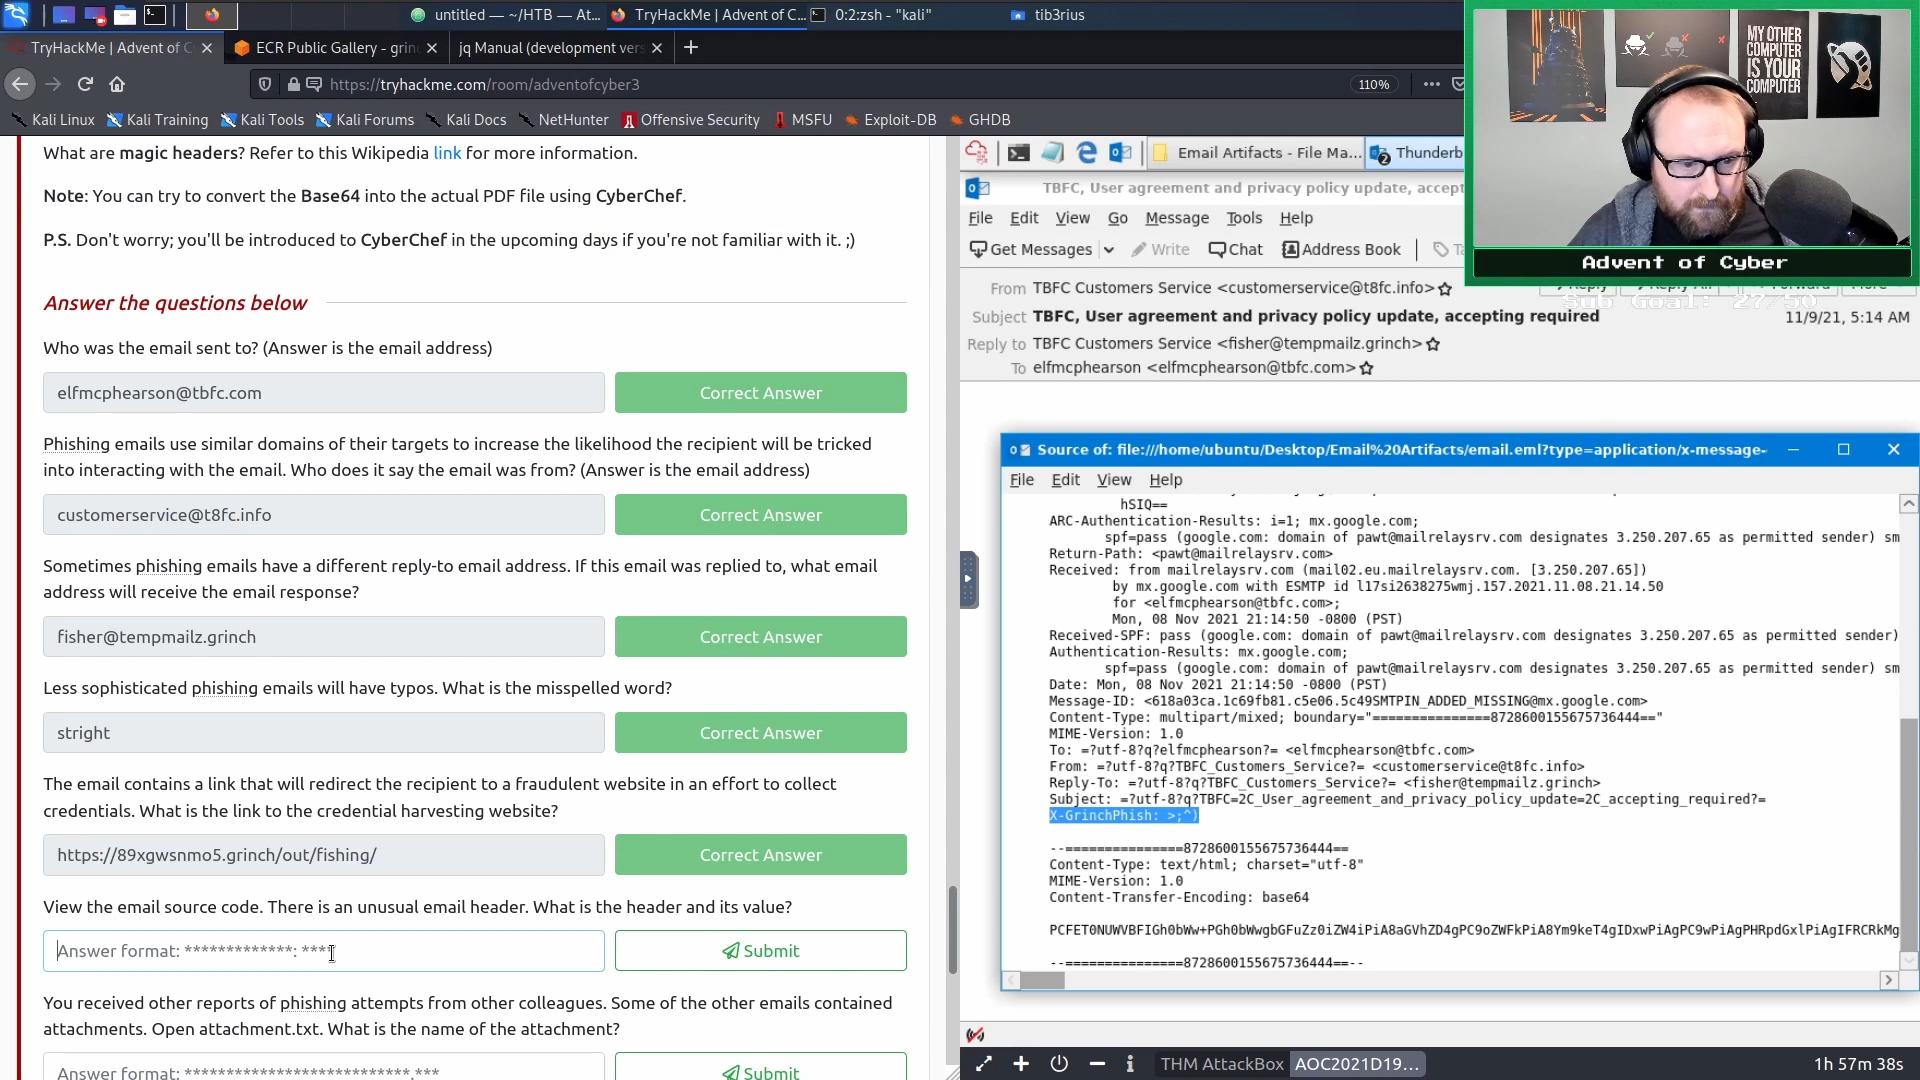 untitled — ~/HTB — At...
TryHackMe | Advent of C...
0:2:zsh - "kali"
tib3rius
TryHackMe | Advent of C
ECR Public Gallery - grin
jq Manual (development vers
https://tryhackme.com/room/adventofcyber3
110%
Kali Linux
Kali Training
Kali Tools
Kali Forums
Kali Docs
NetHunter
Offensive Security
MSFU
Exploit-DB
GHDB
MY OTHER
COMPUTER
IS YOUR
COMPUTER
Advent of Cyber
Sub Goal: 27/50
What are magic headers? Refer to this Wikipedia link for more information.
Note: You can try to convert the Base64 into the actual PDF file using CyberChef.
P.S. Don't worry; you'll be introduced to CyberChef in the upcoming days if you're not familiar with it. ;)
Answer the questions below
Who was the email sent to? (Answer is the email address)
elfmcphearson@tbfc.com
Correct Answer
Phishing emails use similar domains of their targets to increase the likelihood the recipient will be tricked
into interacting with the email. Who does it say the email was from? (Answer is the email address)
customerservice@t8fc.info
Correct Answer
Sometimes phishing emails have a different reply-to email address. If this email was replied to, what email
address will receive the email response?
fisher@tempmailz.grinch
Correct Answer
Less sophisticated phishing emails will have typos. What is the misspelled word?
stright
Correct Answer
The email contains a link that will redirect the recipient to a fraudulent website in an effort to collect
credentials. What is the link to the credential harvesting website?
https://89xgwsnmo5.grinch/out/fishing/
Correct Answer
View the email source code. There is an unusual email header. What is the header and its value?
Answer format: *************: ****
Submit
You received other reports of phishing attempts from other colleagues. Some of the other emails contained
attachments. Open attachment.txt. What is the name of the attachment?
Answer format: ***************************.***
Submit
Email Artifacts - File Ma...
2
Thunderb
TBFC, User agreement and privacy policy update, accept
File Edit View Go Message Tools Help
Get Messages
Write
Chat
Address Book
From TBFC Customers Service <customerservice@t8fc.info>
Subject TBFC, User agreement and privacy policy update, accepting required
11/9/21, 5:14 AM
Reply to TBFC Customers Service <fisher@tempmailz.grinch>
To elfmcphearson <elfmcphearson@tbfc.com>
Source of: file:///home/ubuntu/Desktop/Email%20Artifacts/email.eml?type=application/x-message-
File Edit View Help
hSIQ==
ARC-Authentication-Results: i=1; mx.google.com;
spf=pass (google.com: domain of pawt@mailrelaysrv.com designates 3.250.207.65 as permitted sender) sm
Return-Path: <pawt@mailrelaysrv.com>
Received: from mailrelaysrv.com (mail02.eu.mailrelaysrv.com. [3.250.207.65])
by mx.google.com with ESMTP id l17si2638275wmj.157.2021.11.08.21.14.50
for <elfmcphearson@tbfc.com>;
Mon, 08 Nov 2021 21:14:50 -0800 (PST)
Received-SPF: pass (google.com: domain of pawt@mailrelaysrv.com designates 3.250.207.65 as permitted sender)
Authentication-Results: mx.google.com;
spf=pass (google.com: domain of pawt@mailrelaysrv.com designates 3.250.207.65 as permitted sender) sm
Date: Mon, 08 Nov 2021 21:14:50 -0800 (PST)
Message-ID: <618a03ca.1c69fb81.c5e06.5c49SMTPIN_ADDED_MISSING@mx.google.com>
Content-Type: multipart/mixed; boundary="===============8728600155675736444=="
MIME-Version: 1.0
To: =?utf-8?q?elfmcphearson?= <elfmcphearson@tbfc.com>
From: =?utf-8?q?TBFC_Customers_Service?= <customerservice@t8fc.info>
Reply-To: =?utf-8?q?TBFC_Customers_Service?= <fisher@tempmailz.grinch>
Subject: =?utf-8?q?TBFC=2C_User_agreement_and_privacy_policy_update=2C_accepting_required?=
X-GrinchPhish: >;^)
--===============8728600155675736444==
Content-Type: text/html; charset="utf-8"
MIME-Version: 1.0
Content-Transfer-Encoding: base64
--===============8728600155675736444==--
THM AttackBox
AOC2021D19...
1h 57m 38s